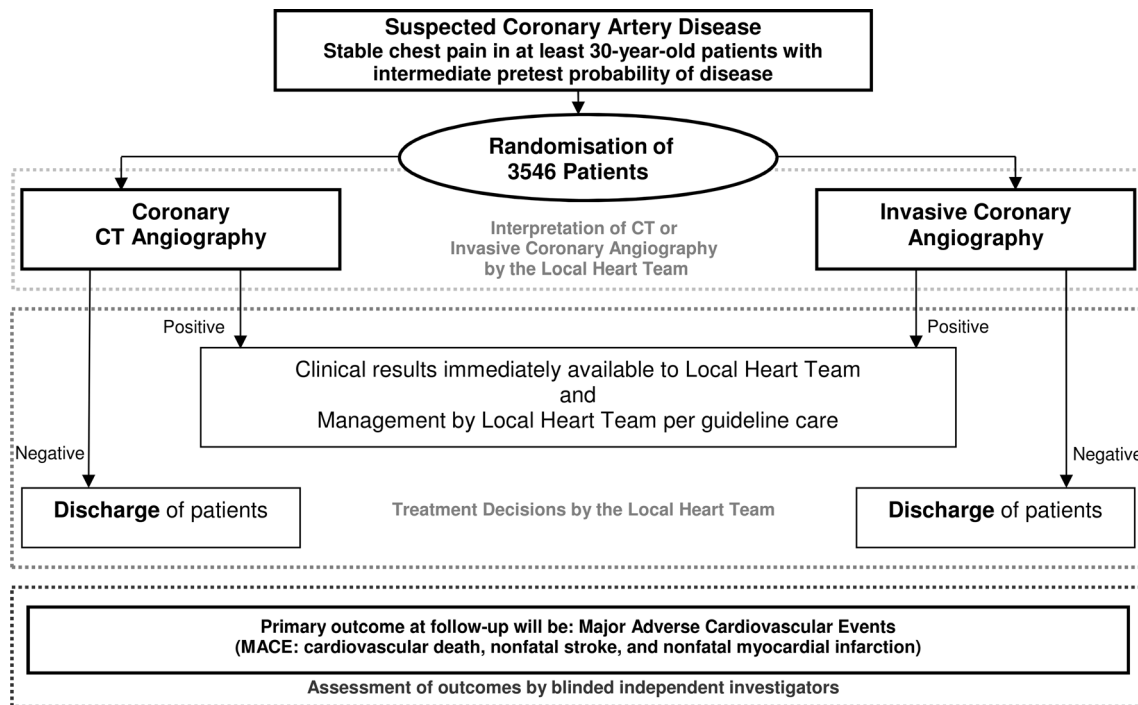 Suspected Coronary Artery Disease
Stable chest pain in at least 30-year-old patients with
intermediate pretest probability of disease
Randomisation of
3546 Patients
Coronary
CT Angiography
Interpretation of CT or
Invasive Coronary Angiography
by the Local Heart Team
Invasive Coronary
Angiography
Positive
Positive
Clinical results immediately available to Local Heart Team
and
Management by Local Heart Team per guideline care
Negative
Negative
Discharge of patients
Treatment Decisions by the Local Heart Team
Discharge of patients
Primary outcome at follow-up will be: Major Adverse Cardiovascular Events
(MACE: cardiovascular death, nonfatal stroke, and nonfatal myocardial infarction)
Assessment of outcomes by blinded independent investigators